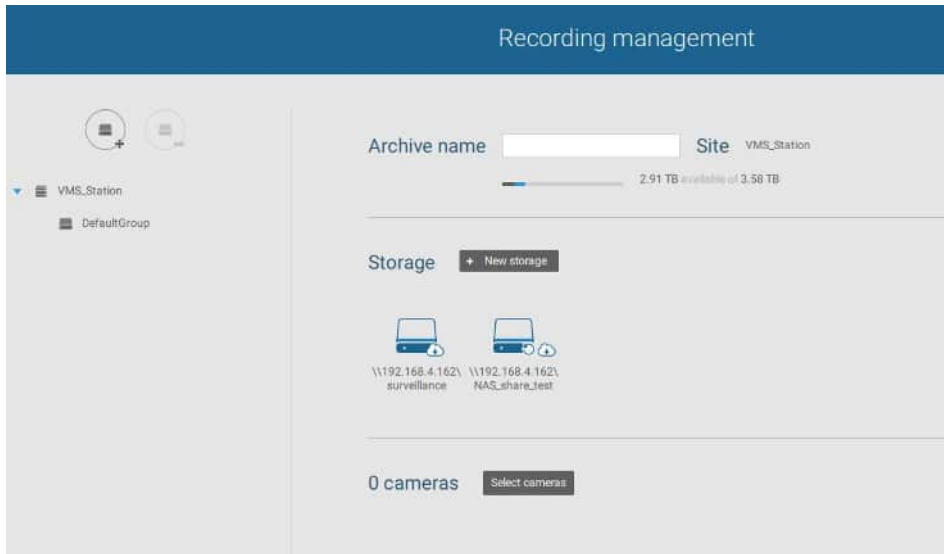 Recording management
VMS_Station
DefaultGroup
Archive name
Site VMS_Station
2.91 TB available of 3.58 TB
Storage
+ New storage
\\192.168.4.162\
surveillance
\\192.168.4.162\
NAS_share_test
0 cameras
Select cameras